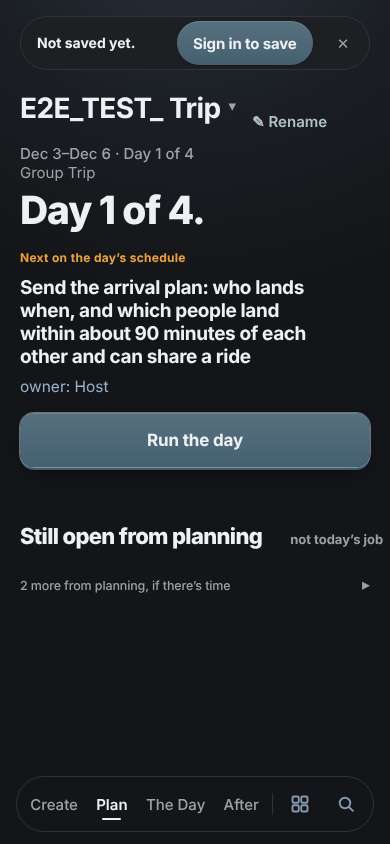 Not saved yet.
Sign in to save
×
E2E_TEST_ Trip ▾
✎ Rename
Dec 3–Dec 6 · Day 1 of 4
Group Trip
Day 1 of 4.
Next on the day’s schedule
Send the arrival plan: who lands
when, and which people land
within about 90 minutes of each
other and can share a ride
owner: Host
Run the day
Still open from planning
not today’s job
2 more from planning, if there’s time
▶
Create
Plan
The Day
After